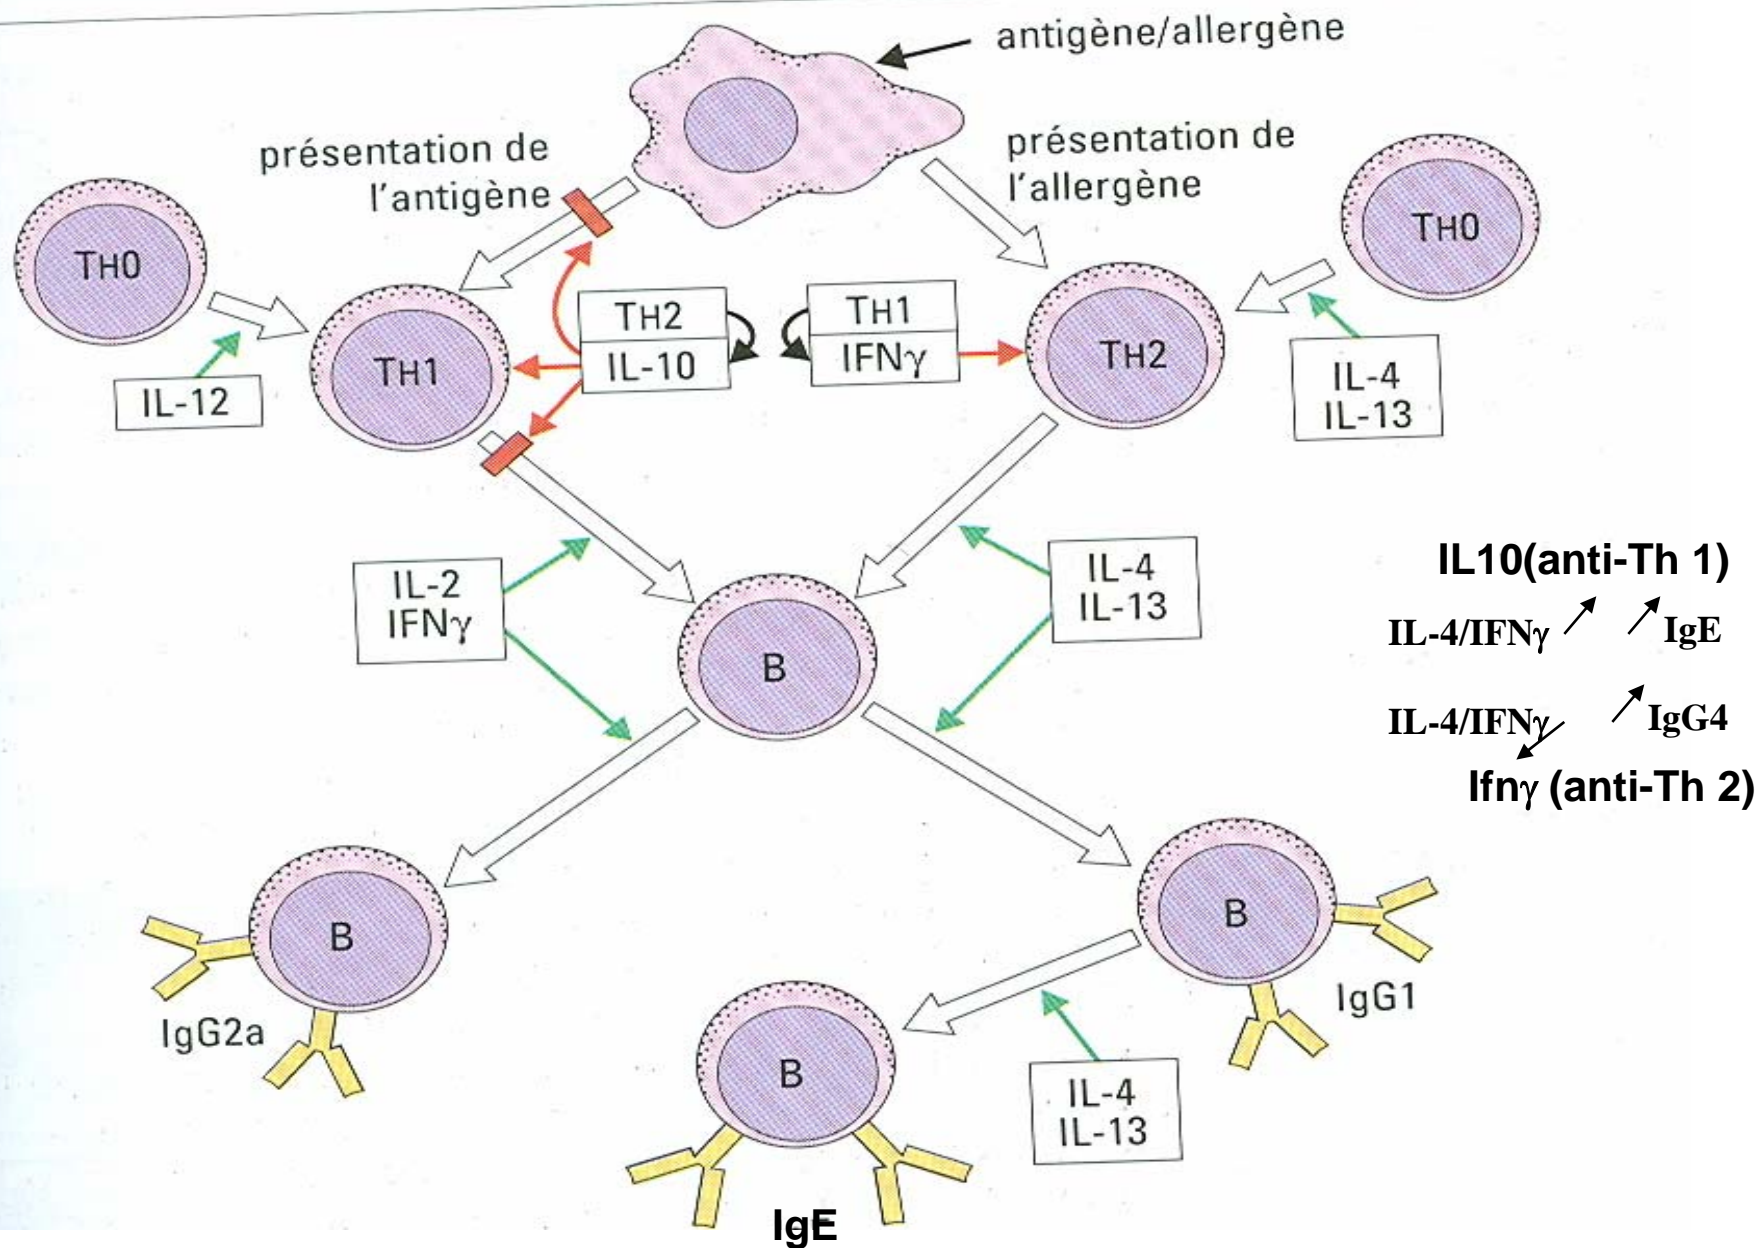 antigène/allergène
présentation de
l'antigène
présentation de
l'allergène
TH0
TH0
TH1
TH2
IL-10
TH1
IFNγ
TH2
IL-12
IL-4
IL-13
IL-2
IFNγ
IL-4
IL-13
B
IL10(anti-Th 1)
IL-4/IFNγ
IgE
IL-4/IFNγ
IgG4
Ifnγ (anti-Th 2)
B
IgG2a
B
IgG1
B
IgE
IL-4
IL-13